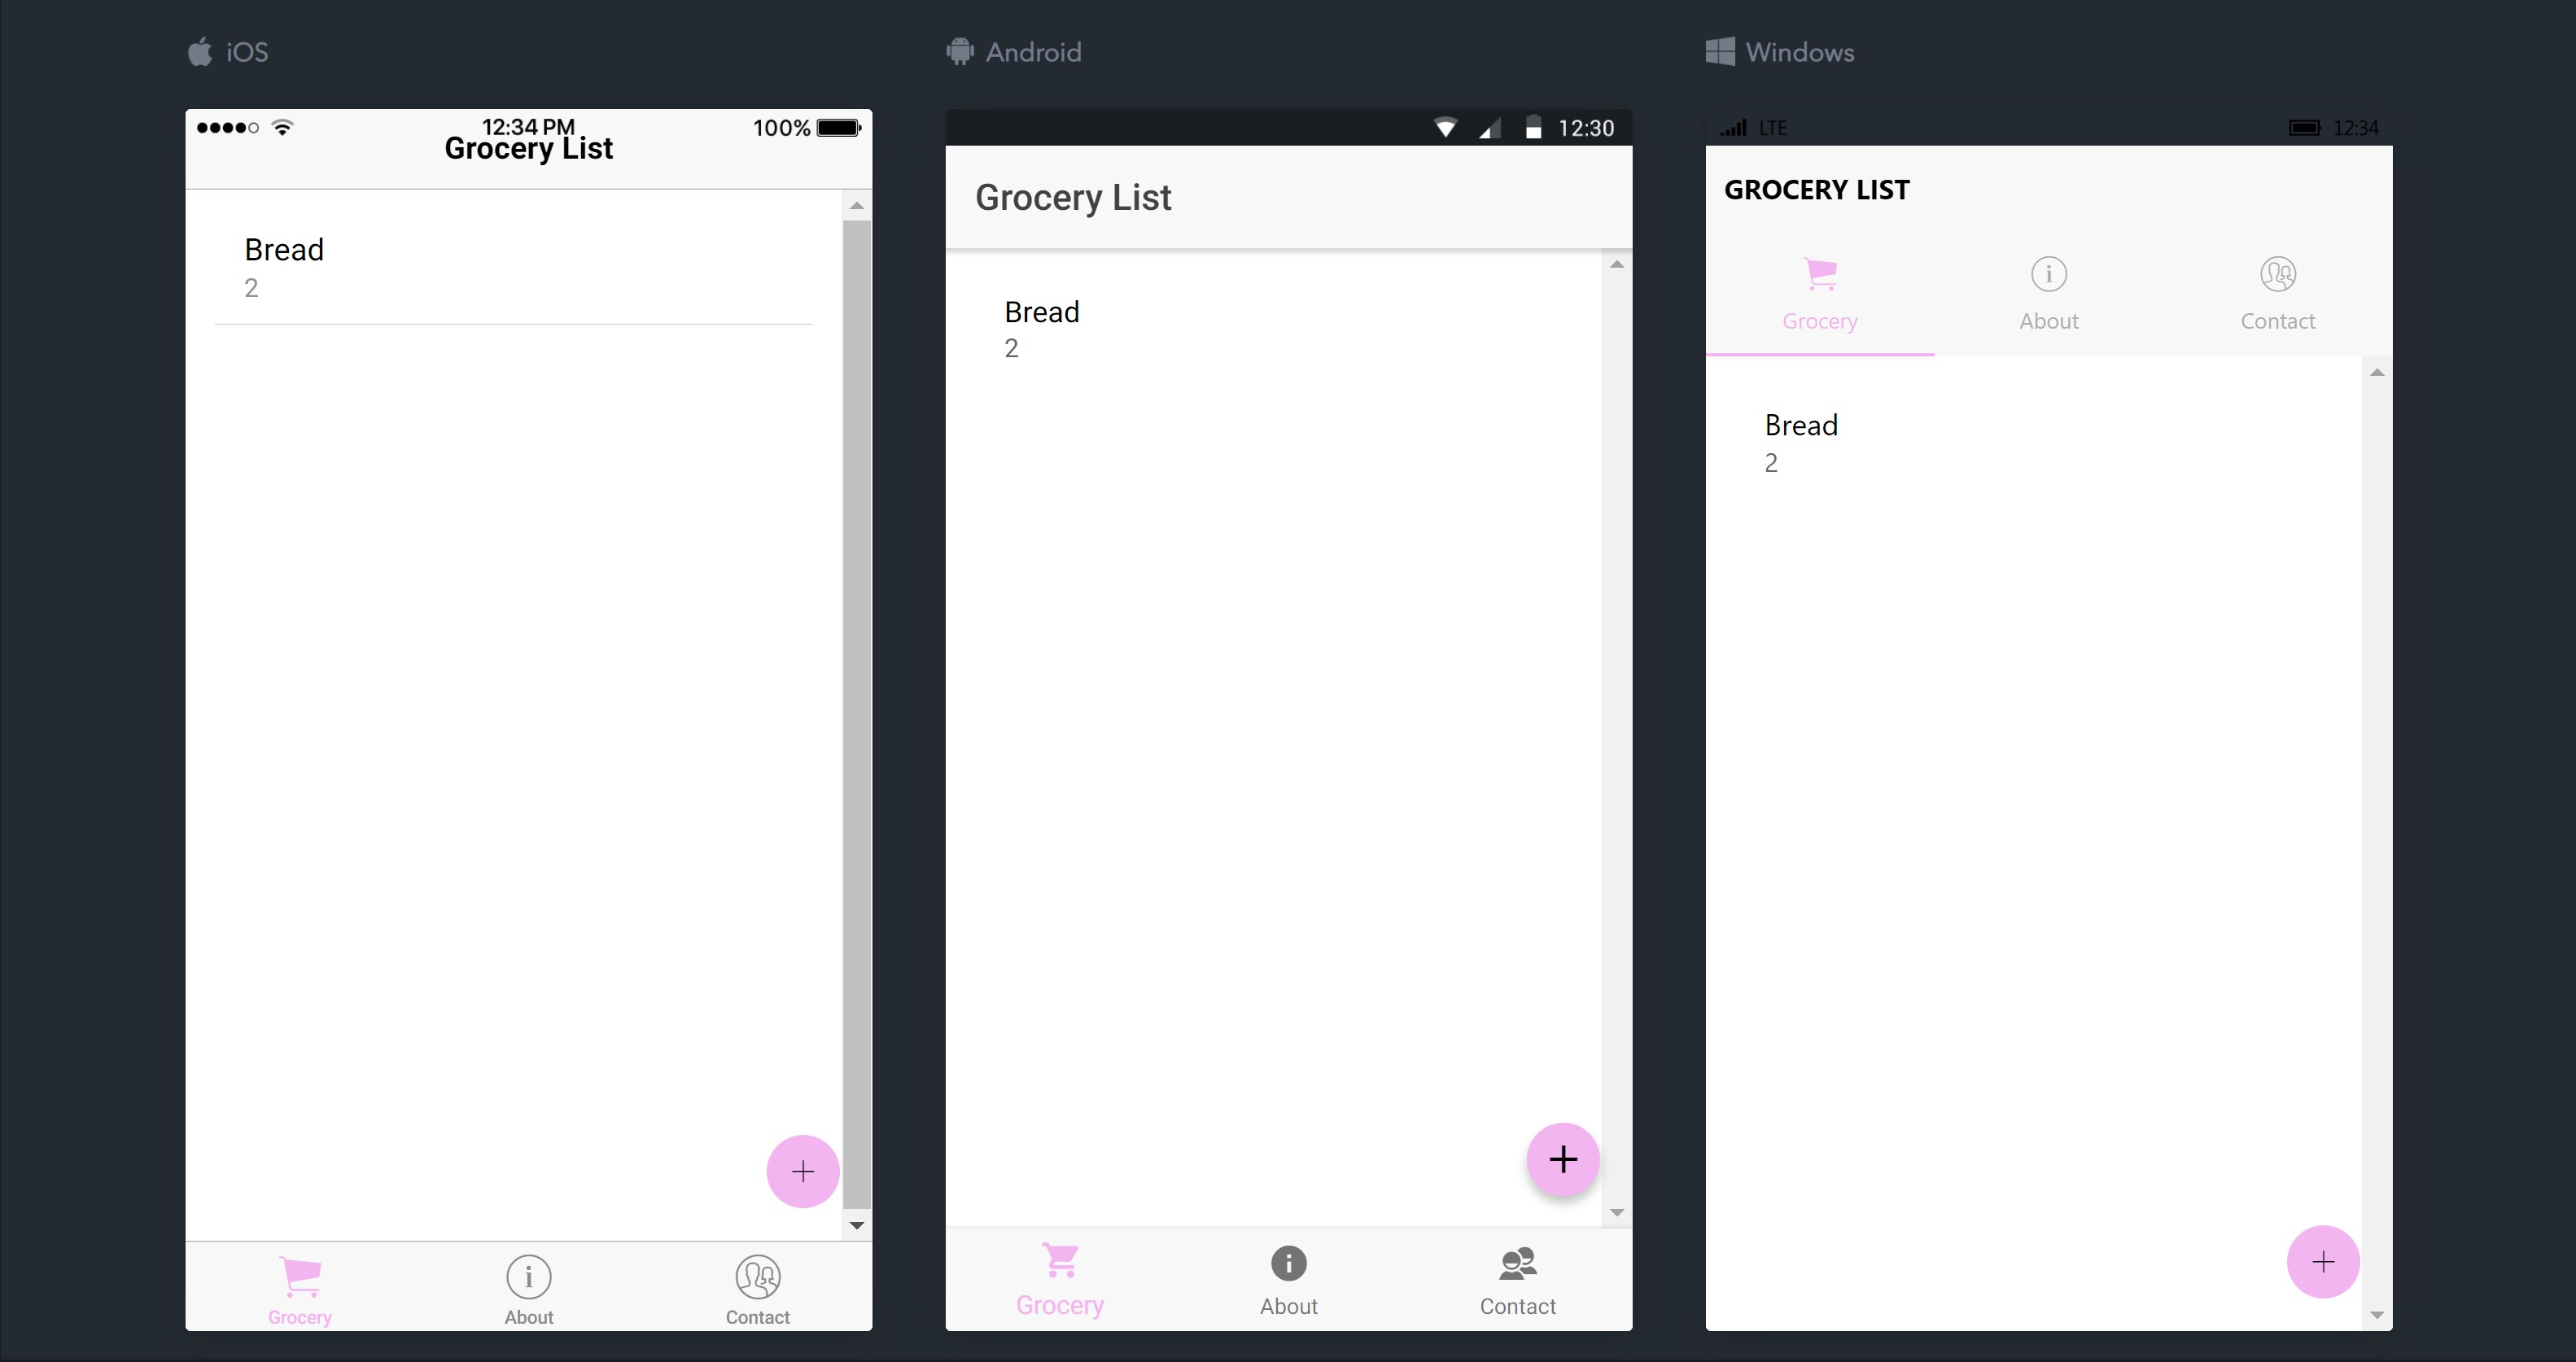 iOS
12:34 PM
100%
Grocery List
Bread
2
+
Grocery
About
Contact
Android
12:30
Grocery List
Bread
2
+
Grocery
About
Contact
Windows
LTE
12:34
GROCERY LIST
Grocery
About
Contact
Bread
2
+